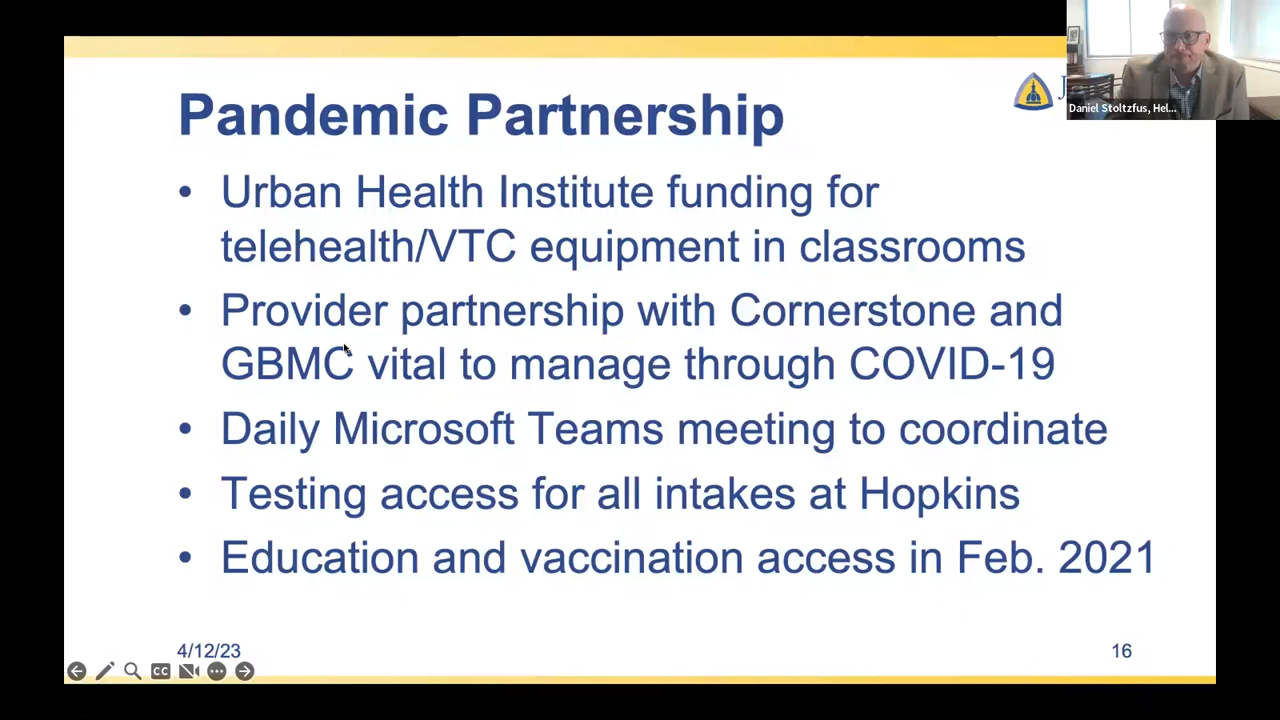 Pandemic Partnership
• Urban Health Institute funding for
telehealth/VTC equipment in classrooms
• Provider partnership with Cornerstone and
GBMC vital to manage through COVID-19
• Daily Microsoft Teams meeting to coordinate
• Testing access for all intakes at Hopkins
• Education and vaccination access in Feb. 2021
4/12/23
16
Daniel Stoltzfus, Hel...
CC